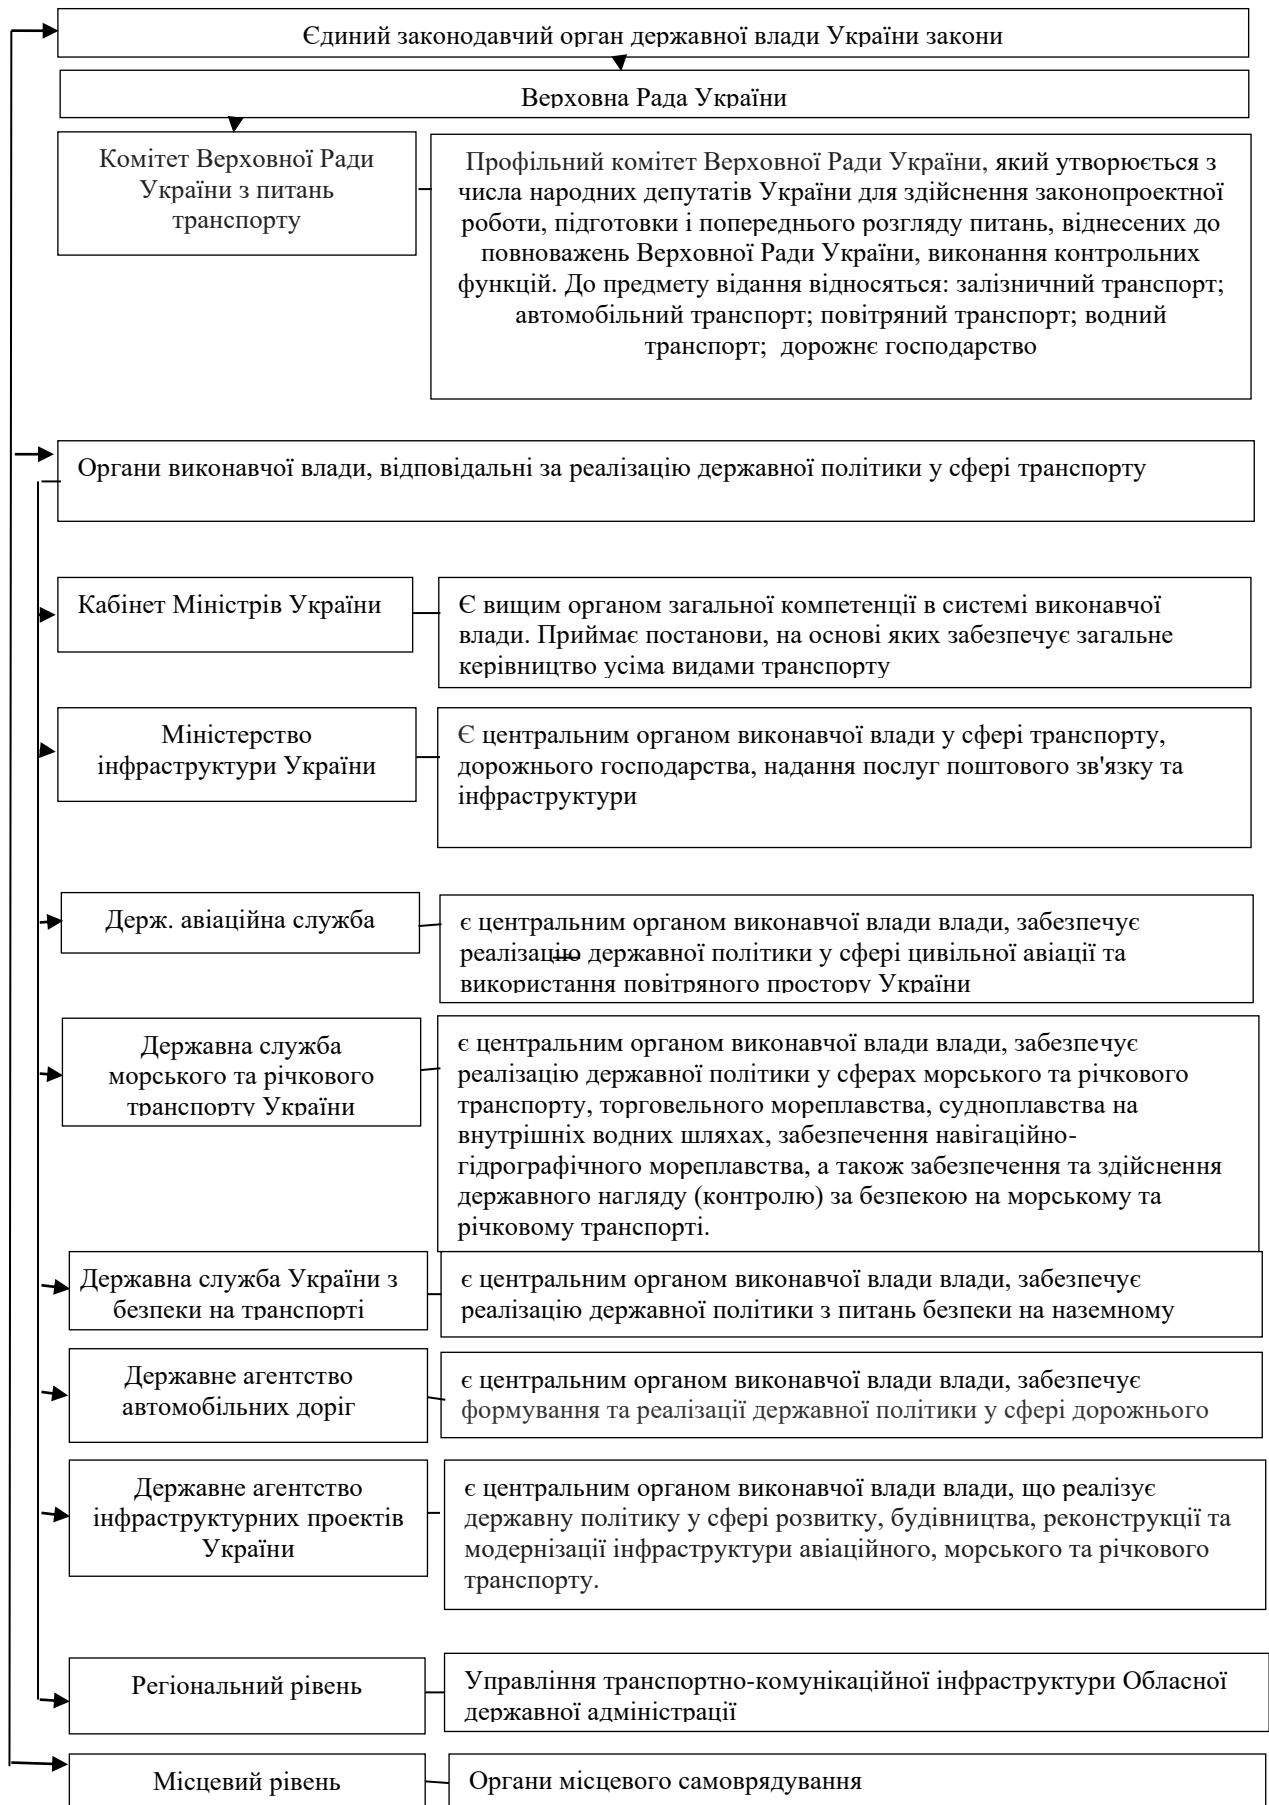 Єдиний законодавчий орган державної влади України закони
Верховна Рада України
Комітет Верховної Ради
України з питань
транспорту
Профільний комітет Верховної Ради України, який утворюється з
числа народних депутатів України для здійснення законопроектної
роботи, підготовки і попереднього розгляду питань, віднесених до
повноважень Верховної Ради України, виконання контрольних
функцій. До предмету відання відносяться: залізничний транспорт;
автомобільний транспорт; повітряний транспорт; водний
транспорт; дорожнє господарство
Органи виконавчої влади, відповідальні за реалізацію державної політики у сфері транспорту
Кабінет Міністрів України
Є вищим органом загальної компетенції в системі виконавчої
влади. Приймає постанови, на основі яких забезпечує загальне
керівництво усіма видами транспорту
Міністерство
інфраструктури України
Є центральним органом виконавчої влади у сфері транспорту,
дорожнього господарства, надання послуг поштового зв'язку та
інфраструктури
Держ. авіаційна служба
є центральним органом виконавчої влади влади, забезпечує
реалізацію державної політики у сфері цивільної авіації та
використання повітряного простору України
Державна служба
морського та річкового
транспорту України
є центральним органом виконавчої влади влади, забезпечує
реалізацію державної політики у сферах морського та річкового
транспорту, торговельного мореплавства, судноплавства на
внутрішніх водних шляхах, забезпечення навігаційно-
гідрографічного мореплавства, а також забезпечення та здійснення
державного нагляду (контролю) за безпекою на морському та
річковому транспорті.
Державна служба України з
безпеки на транспорті
є центральним органом виконавчої влади влади, забезпечує
реалізацію державної політики з питань безпеки на наземному
Державне агентство
автомобільних доріг
є центральним органом виконавчої влади влади, забезпечує
формування та реалізації державної політики у сфері дорожнього
Державне агентство
інфраструктурних проектів
України
є центральним органом виконавчої влади влади, що реалізує
державну політику у сфері розвитку, будівництва, реконструкції та
модернізації інфраструктури авіаційного, морського та річкового
транспорту.
Регіональний рівень
Управління транспортно-комунікаційної інфраструктури Обласної
державної адміністрації
Місцевий рівень
Органи місцевого самоврядування